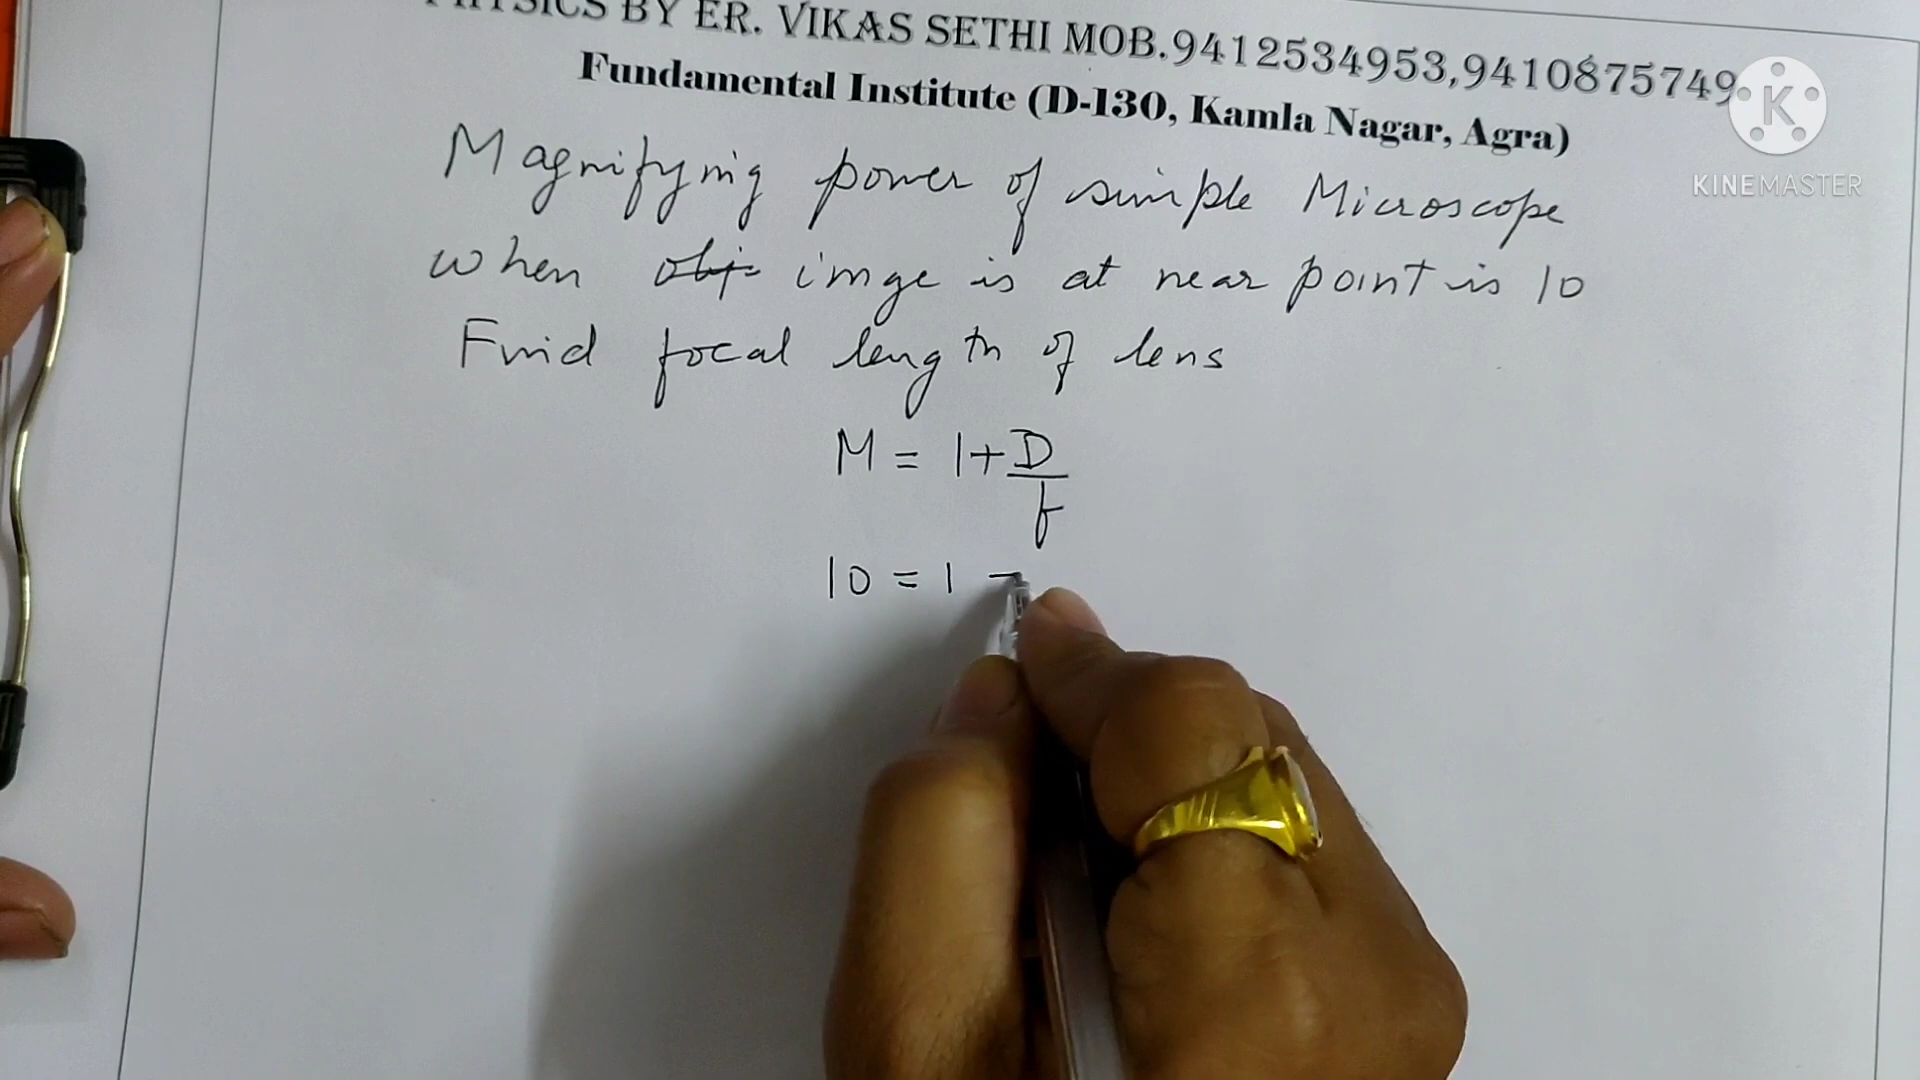 PHYSICS BY ER. VIKAS SETHI MOB.9412534953,9410875749
Fundamental Institute (D-130, Kamla Nagar, Agra)
K
KINEMASTER
Magnifying power of simple Microscope
when obj imge is at near point is 10
Find focal length of lens
M = 1+D/f
10 = 1